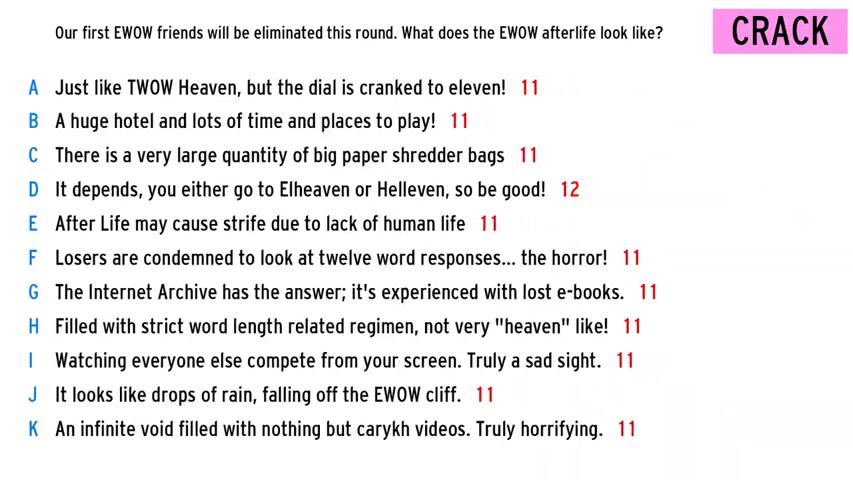 Our first EWOW friends will be eliminated this round. What does the EWOW afterlife look like?
CRACK
A Just like TWOW Heaven, but the dial is cranked to eleven! 11
B A huge hotel and lots of time and places to play! 11
C There is a very large quantity of big paper shredder bags 11
D It depends, you either go to Elheaven or Helleven, so be good! 12
E After Life may cause strife due to lack of human life 11
F Losers are condemned to look at twelve word responses... the horror! 11
G The Internet Archive has the answer; it's experienced with lost e-books. 11
H Filled with strict word length related regimen, not very "heaven" like! 11
I Watching everyone else compete from your screen. Truly a sad sight. 11
J It looks like drops of rain, falling off the EWOW cliff. 11
K An infinite void filled with nothing but carykh videos. Truly horrifying. 11